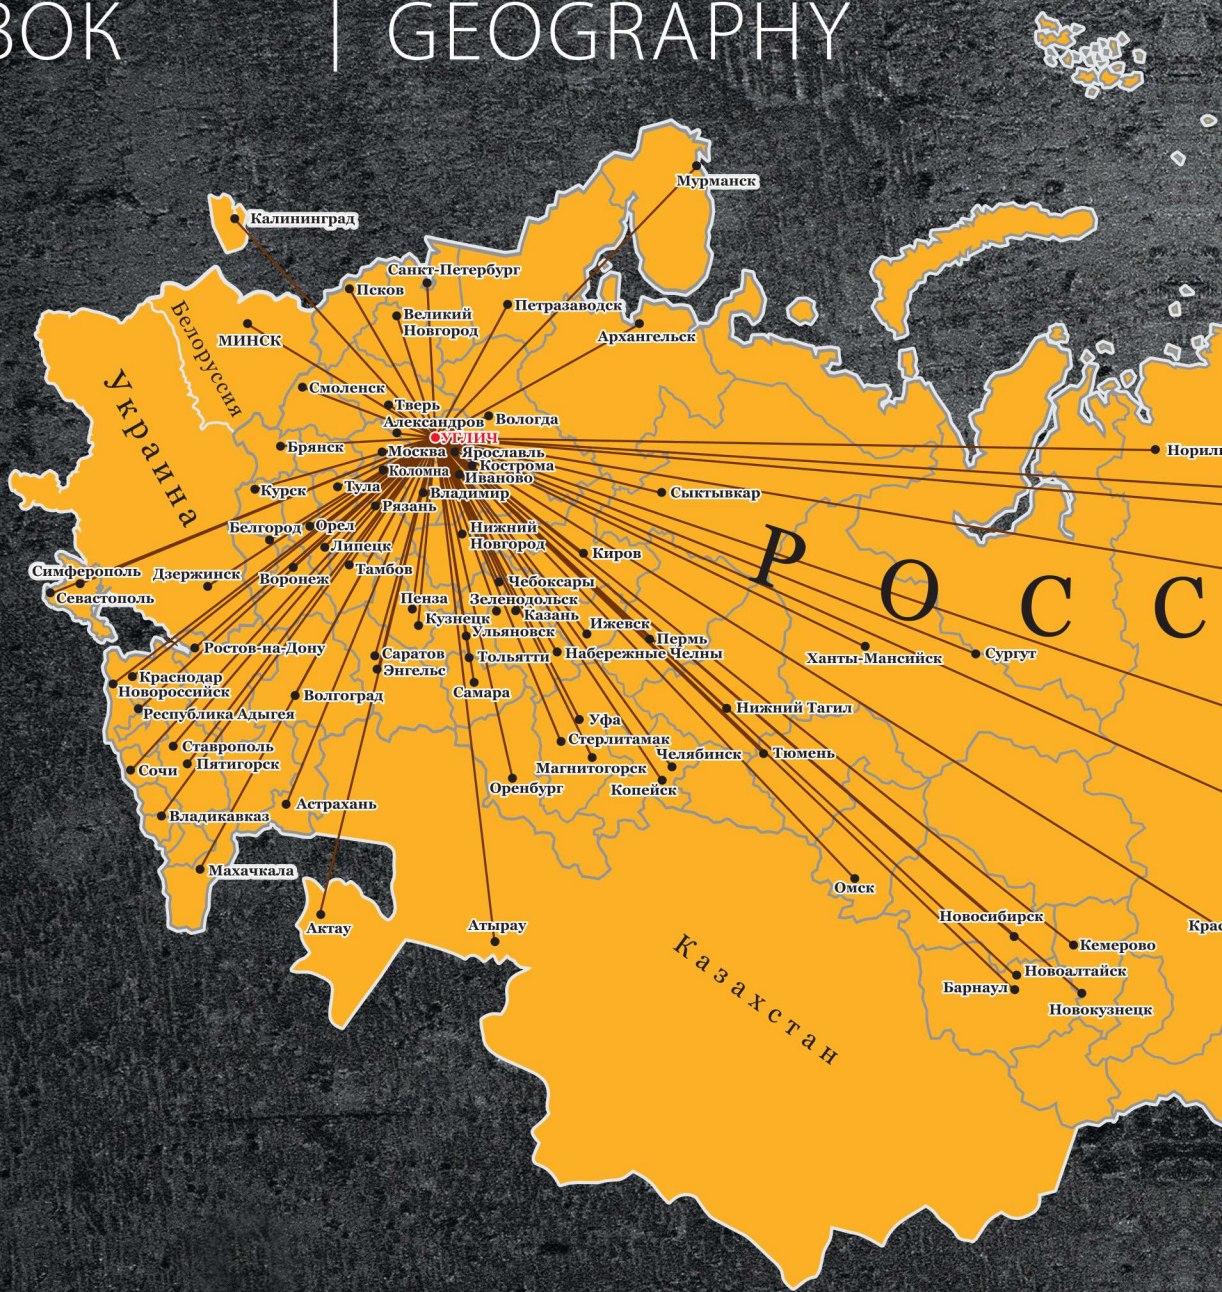 ВОК | GEOGRAPHY
Мурманск
Калининград
Санкт-Петербург
Псков
Петразаводск
Великий
Новгород
Архангельск
МИНСК
Белоруссия
Украина
Смоленск
Тверь
Александров
Вологда
УГЛИЧ
Брянск
Москва
Ярославль
Норил
Кострома
Коломна
Иваново
Курск
Тула
Владимир
Сыктывкар
Рязань
Белгород
Орел
Нижний
Новгород
Липецк
Киров
РОСС
Симферополь
Дзержинск
Воронеж
Тамбов
Чебоксары
Севастополь
Пенза
Зеленодольск
Казань
Кузнецк
Ижевск
Ульяновск
Пермь
Ростов-на-Дону
Саратов
Тольятти
Набережные Челны
Ханты-Мансийск
Сургут
Энгельс
Краснодар
Новороссийск
Волгоград
Самара
Республика Адыгея
Нижний Тагил
Уфа
Ставрополь
Стерлитамак
Челябинск
Тюмень
Сочи
Пятигорск
Магнитогорск
Оренбург
Копейск
Астрахань
Владикавказ
Махачкала
Омск
Актау
Атырау
Новосибирск
Крас
Кемерово
Казахстан
Новоалтайск
Барнаул
Новокузнецк